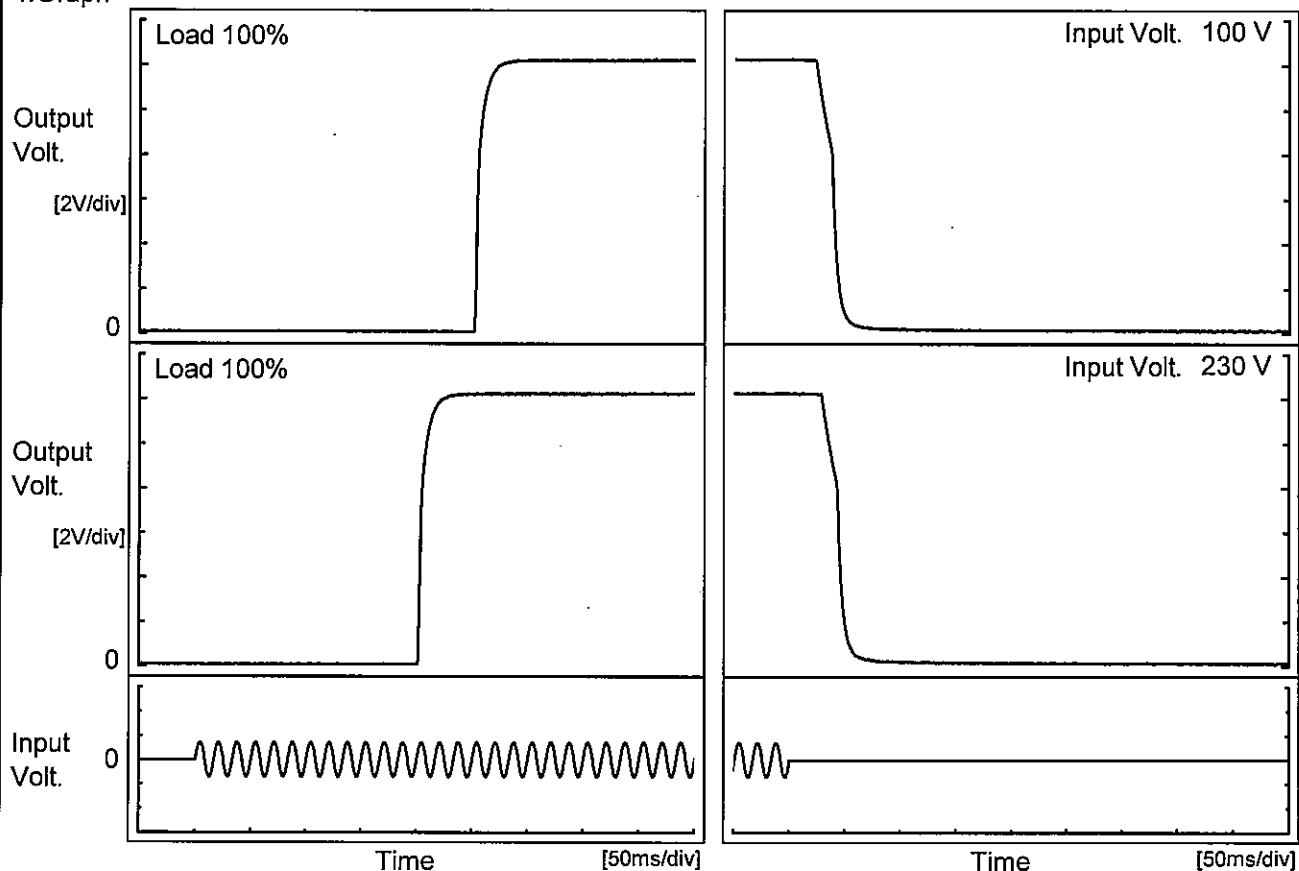 Load 100%
Input Volt. 100 V
Output
Volt.
[2V/div]
0
Load 100%
Input Volt. 230 V
Output
Volt.
[2V/div]
0
Input
Volt.
0
Time
[50ms/div]
Time
[50ms/div]